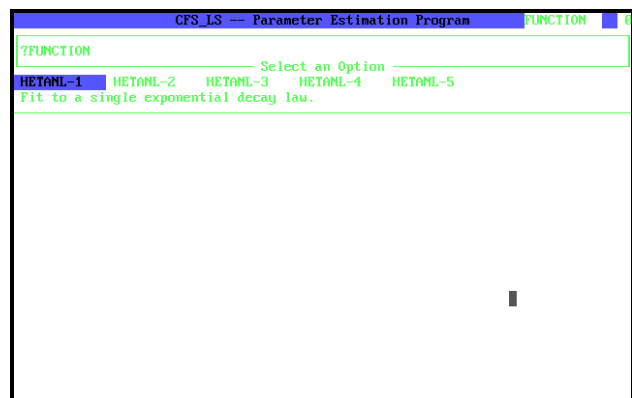 CFS_LS -- Parameter Estimation Program FUNCTION 0
?FUNCTION
Select an Option
HETANL-1 HETANL-2 HETANL-3 HETANL-4 HETANL-5
Fit to a single exponential decay law.